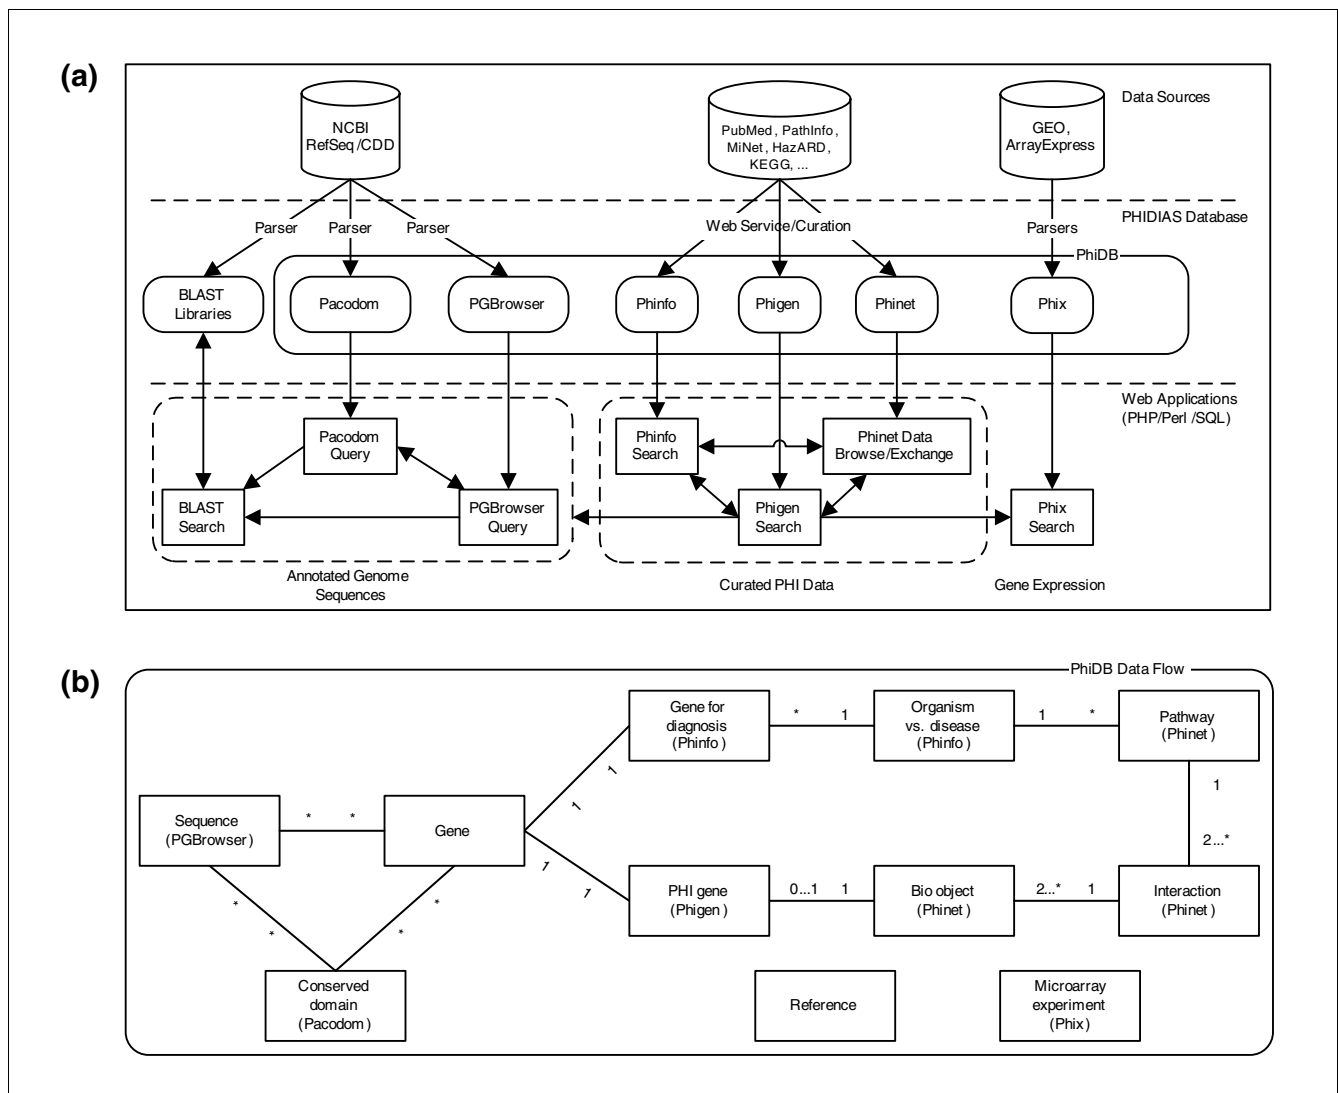 (a)
Data Sources
NCBI
RefSeq /CDD
PubMed , PathInfo ,
MiNet , HazARD ,
KEGG, ...
GEO,
ArrayExpress
PHIDIAS Database
Parser
Parser
Parser
Web Service/Curation
Parsers
PhiDB
BLAST
Libraries
Pacodom
PGBrowser
Phinfo
Phigen
Phinet
Phix
Web Applications
(PHP/Perl /SQL)
Pacodom
Query
Phinfo
Search
Phinet Data
Browse/Exchange
BLAST
Search
PGBrowser
Query
Phigen
Search
Phix
Search
Annotated Genome
Sequences
Curated PHI Data
Gene Expression
(b)
PhiDB Data Flow
Gene for
diagnosis
(Phinfo )
* 1
Organism
vs. disease
(Phinfo )
1 *
Pathway
(Phinet )
1
1
1
2...*
Sequence
(PGBrowser )
* *
Gene
1
1
PHI gene
(Phigen )
0...1 1
Bio object
(Phinet )
2...* 1
Interaction
(Phinet )
* *
* *
Conserved
domain
(Pacodom )
Reference
Microarray
experiment
(Phix )